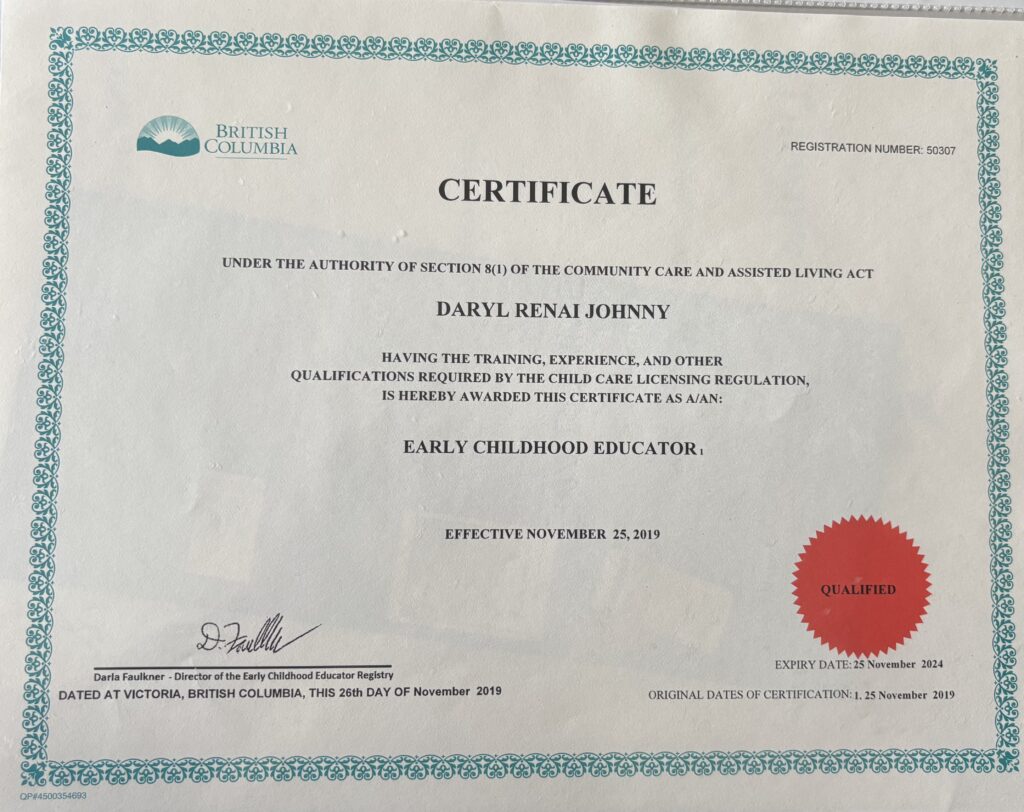 BRITISH
COLUMBIA
REGISTRATION NUMBER: 50307
CERTIFICATE
UNDER THE AUTHORITY OF SECTION 8(1) OF THE COMMUNITY CARE AND ASSISTED LIVING ACT
DARYL RENAI JOHNNY
HAVING THE TRAINING, EXPERIENCE, AND OTHER
QUALIFICATIONS REQUIRED BY THE CHILD CARE LICENSING REGULATION,
IS HEREBY AWARDED THIS CERTIFICATE AS A/AN:
EARLY CHILDHOOD EDUCATOR 1
EFFECTIVE NOVEMBER 25, 2019
QUALIFIED
D. Faulkner
Darla Faulkner - Director of the Early Childhood Educator Registry
DATED AT VICTORIA, BRITISH COLUMBIA, THIS 26th DAY OF November 2019
EXPIRY DATE: 25 November 2024
ORIGINAL DATES OF CERTIFICATION: 1. 25 November 2019
QP#4500354693